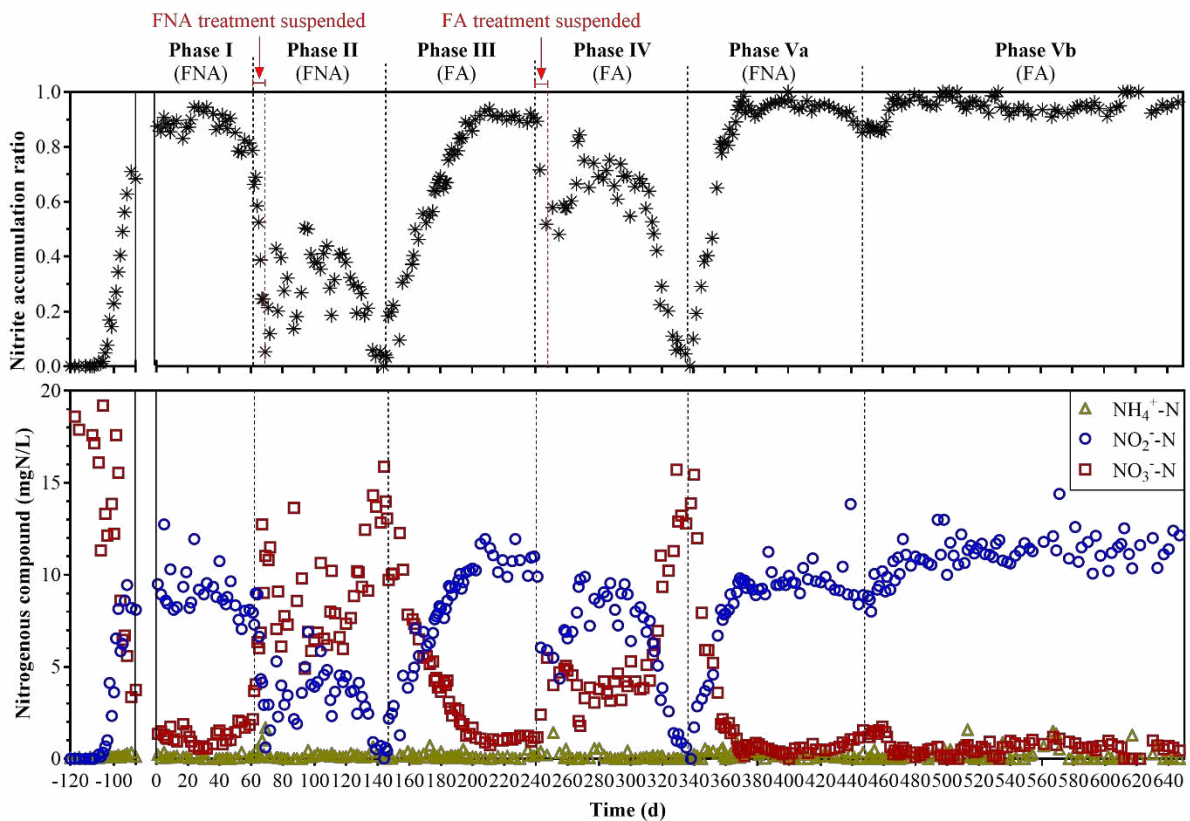 FNA treatment suspended FA treatment suspended
Phase I Phase II Phase III Phase IV Phase Va Phase Vb
(FNA) (FNA) (FA) (FA) (FNA) (FA)
Nitrite accumulation ratio
1.0
0.8
0.6
0.4
0.2
0.0
Nitrogenous compound (mgN/L)
20
15
10
5
0
NH₄⁺-N
NO₂⁻-N
NO₃⁻-N
-120 -100 0 20 40 60 80 100 120 140 160 180 200 220 240 260 280 300 320 340 360 380 400 420 440 460 480 500 520 540 560 580 600 620 640
Time (d)